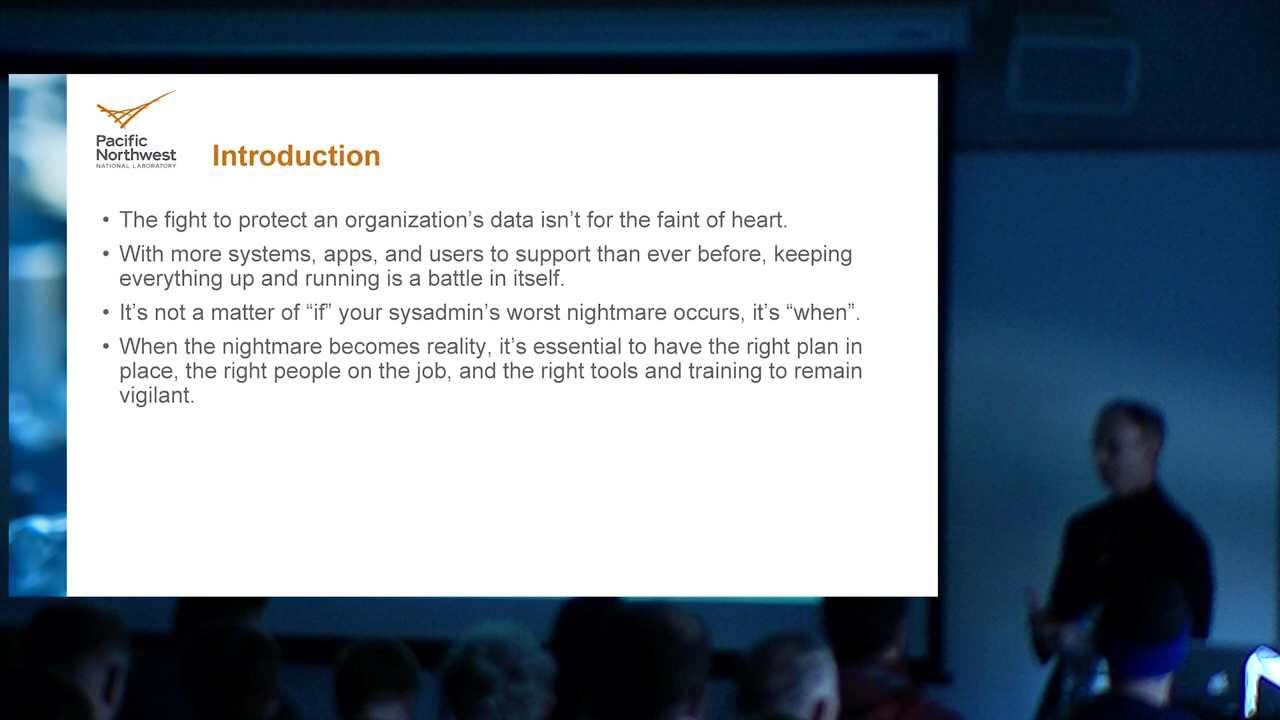 Pacific
Northwest
NATIONAL LABORATORY
Introduction
• The fight to protect an organization’s data isn’t for the faint of heart.
• With more systems, apps, and users to support than ever before, keeping
everything up and running is a battle in itself.
• It’s not a matter of “if” your sysadmin’s worst nightmare occurs, it’s “when”.
• When the nightmare becomes reality, it’s essential to have the right plan in
place, the right people on the job, and the right tools and training to remain
vigilant.